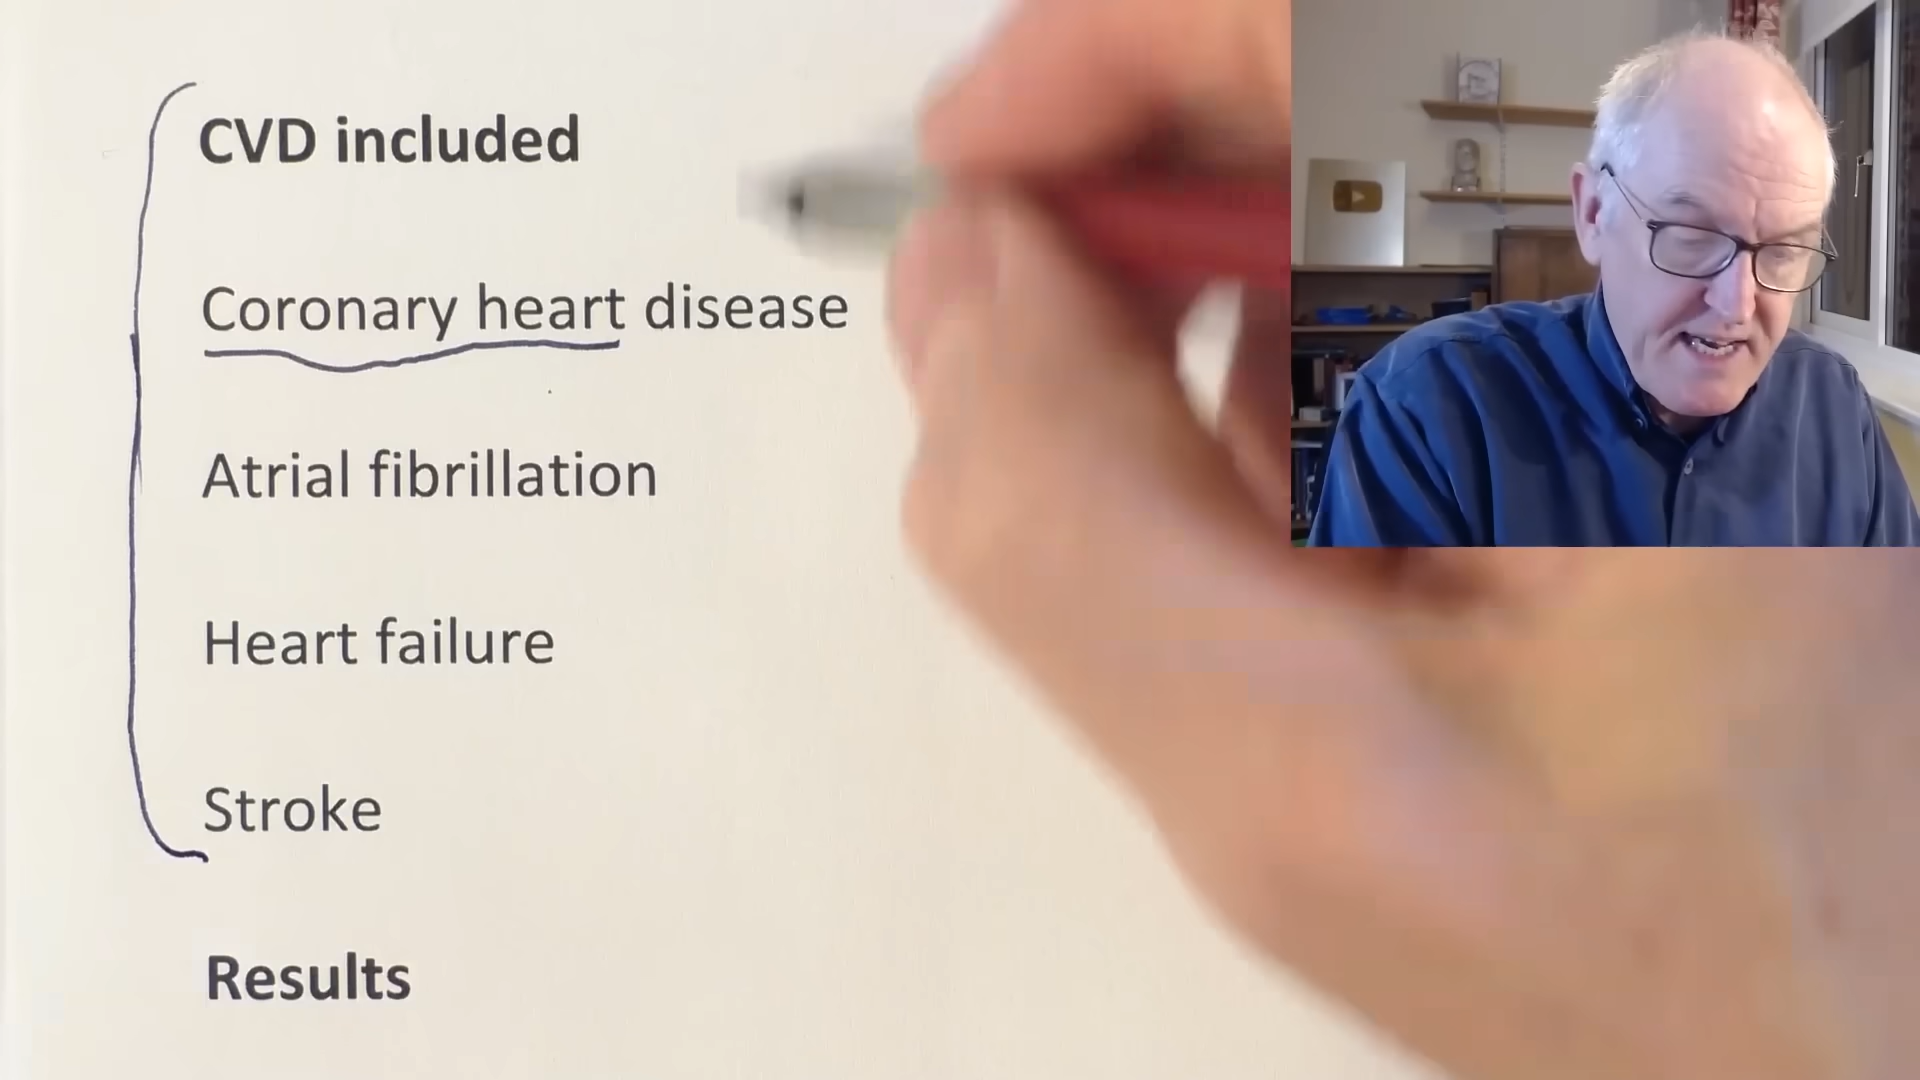 CVD included
Coronary heart disease
Atrial fibrillation
Heart failure
Stroke
Results